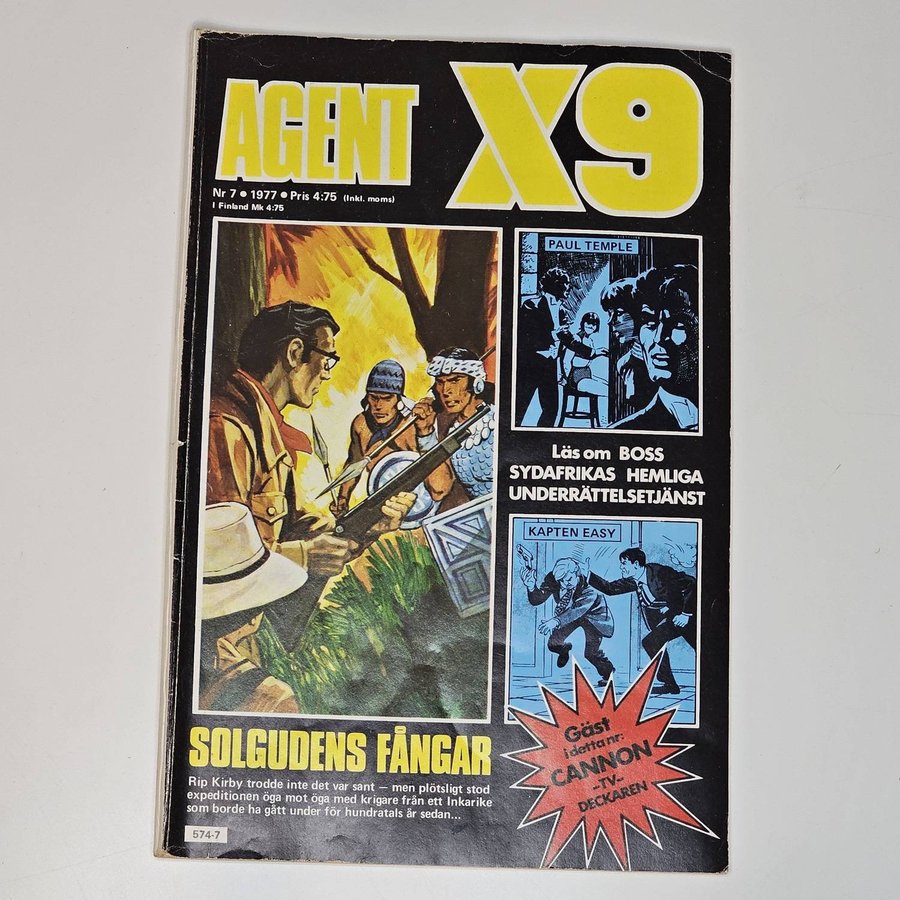 AGENT X9
Nr 7 • 1977 • Pris 4:75 (Inkl. moms)
I Finland Mk 4:75
PAUL TEMPLE
Läs om BOSS
SYDAFRIKAS HEMLIGA
UNDERRÄTTELSETJÄNST
KAPTEN EASY
Gäst
i detta nr:
CANNON
-TV-
DECKAREN
SOLGUDENS FÅNGAR
Rip Kirby trodde inte det var sant — men plötsligt stod
expeditionen öga mot öga med krigare från ett Inkarike
som borde ha gått under för hundratals år sedan...
574-7